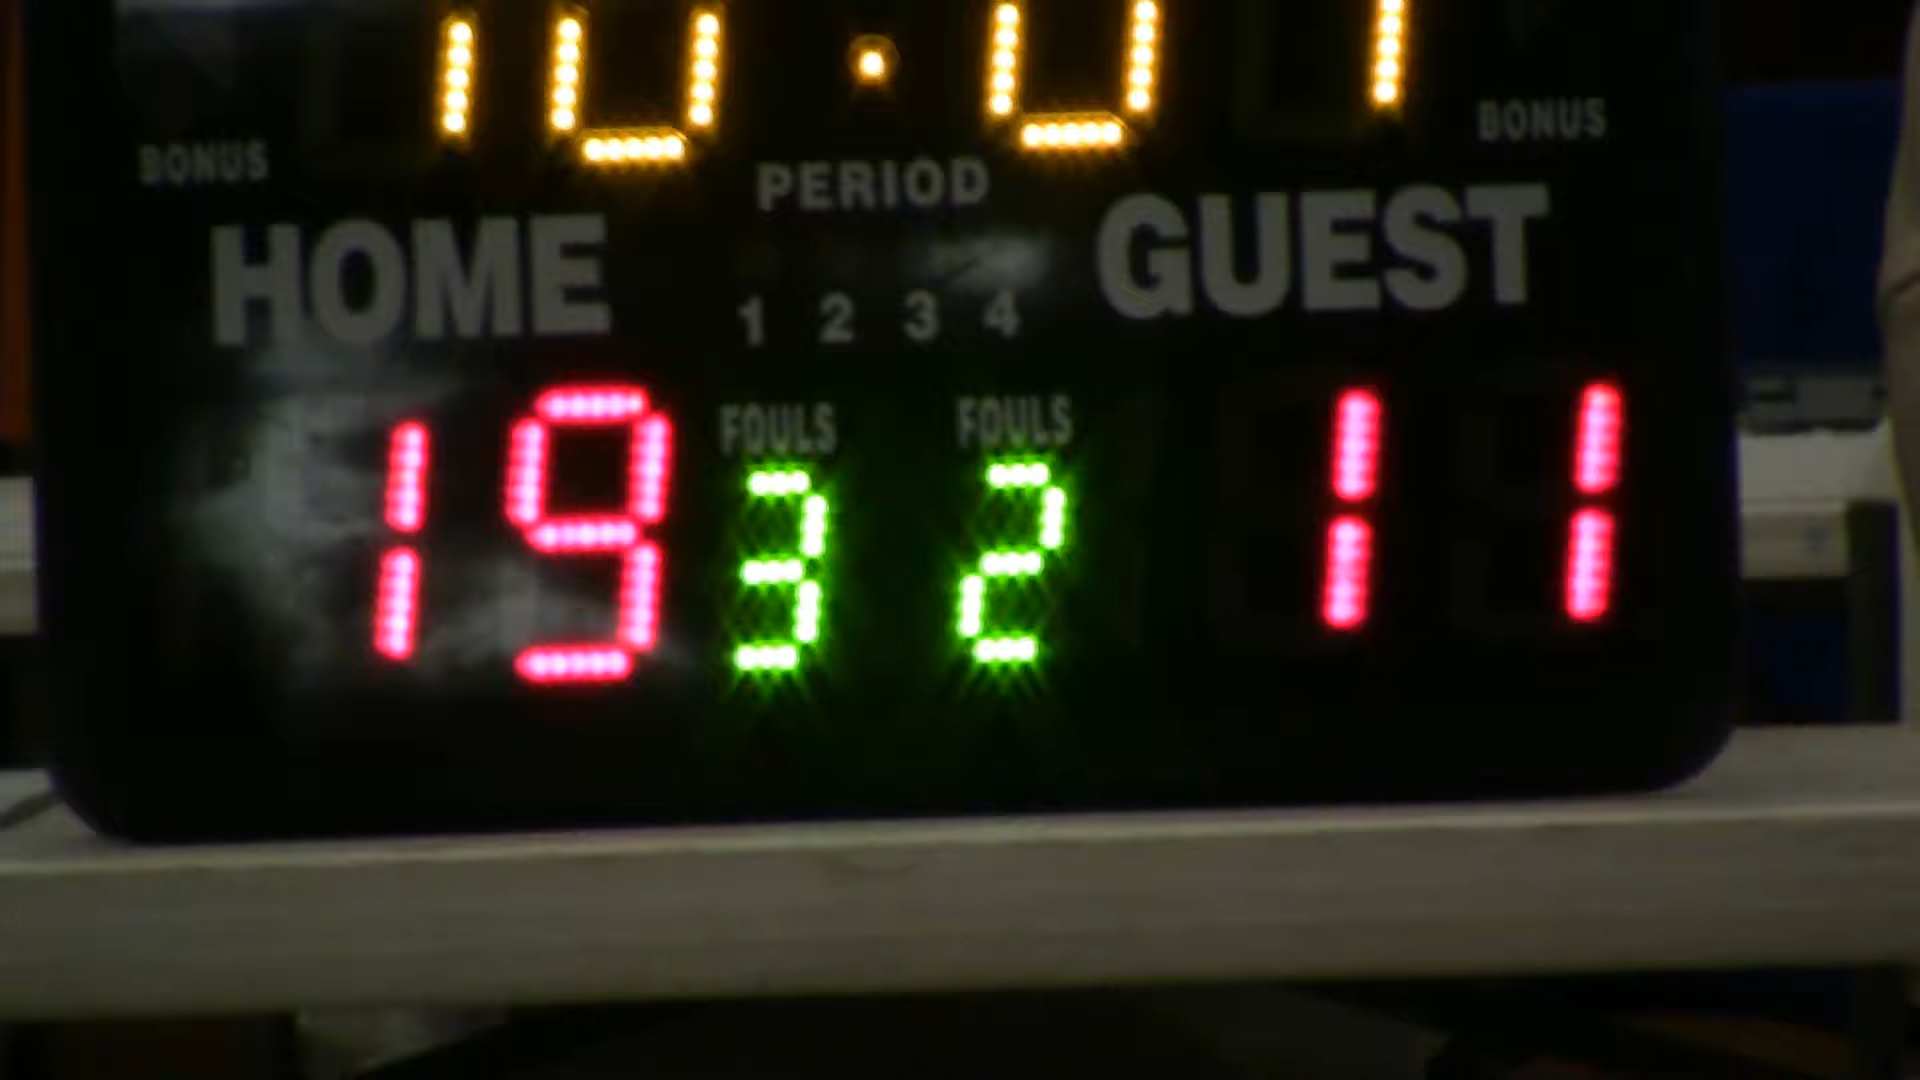 BONUS BONUS
PERIOD
HOME GUEST
1 2 3 4
FOULS FOULS
19 3 2 11